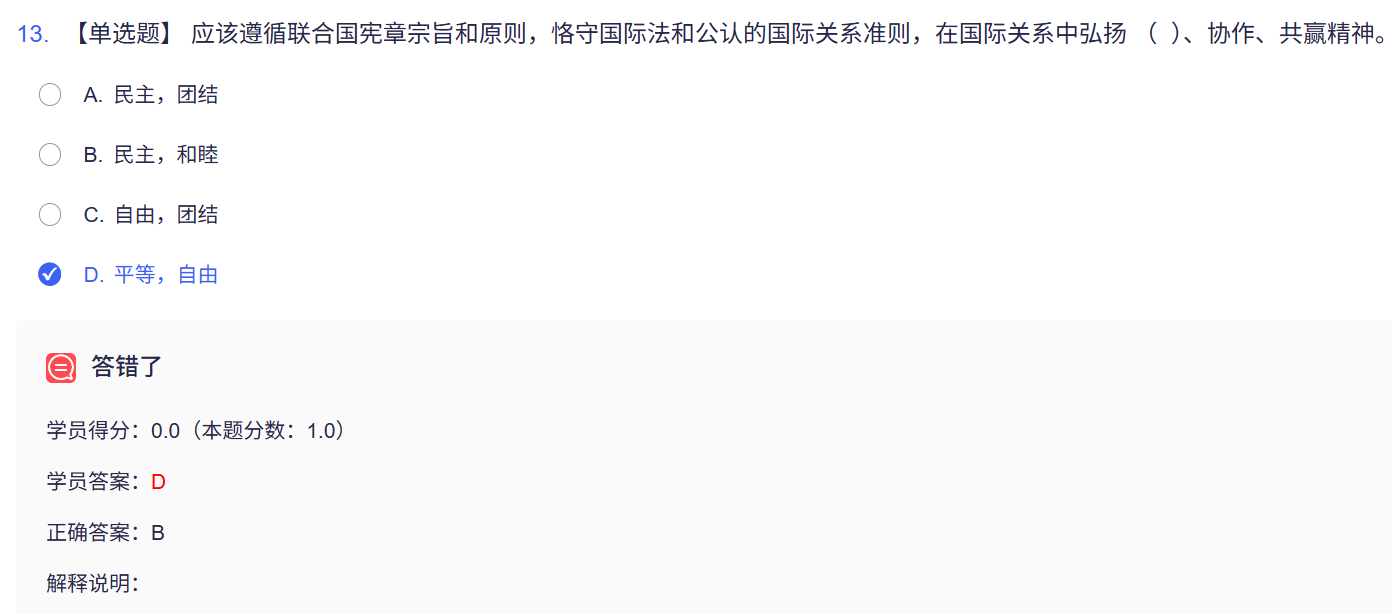 13. 【单选题】 应该遵循联合国宪章宗旨和原则，恪守国际法和公认的国际关系准则，在国际关系中弘扬 （ ）、协作、共赢精神。
A. 民主，团结
B. 民主，和睦
C. 自由，团结
D. 平等，自由
答错了
学员得分：0.0（本题分数：1.0）
学员答案：D
正确答案：B
解释说明：